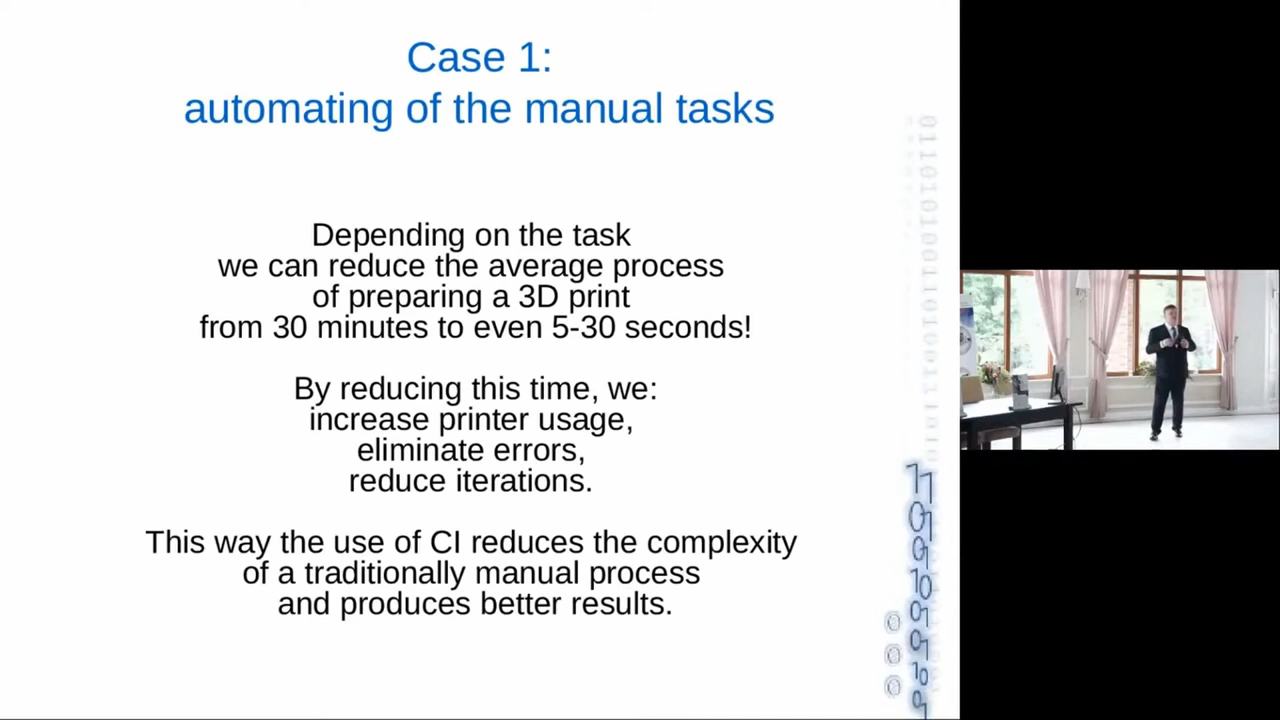 Case 1:
automating of the manual tasks
Depending on the task
we can reduce the average process
of preparing a 3D print
from 30 minutes to even 5-30 seconds!
By reducing this time, we:
increase printer usage,
eliminate errors,
reduce iterations.
This way the use of CI reduces the complexity
of a traditionally manual process
and produces better results.